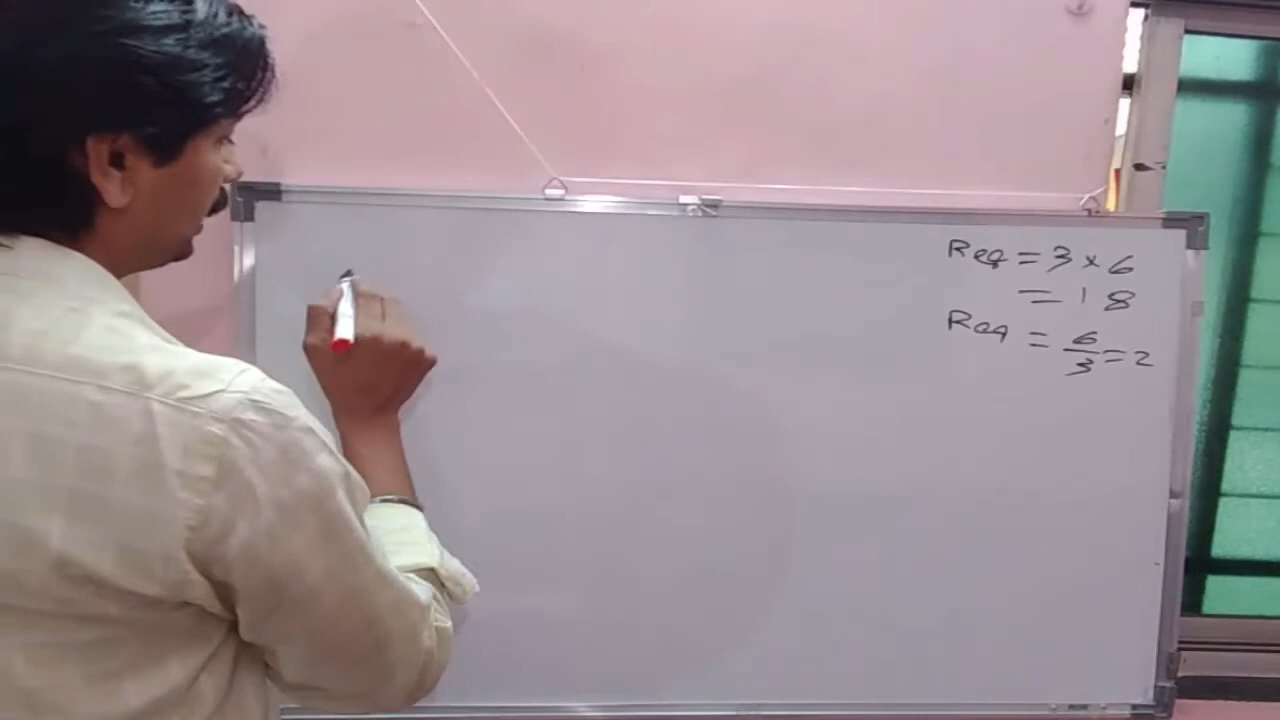 Req = 3 × 6
= 18
Req = 6/3 = 2